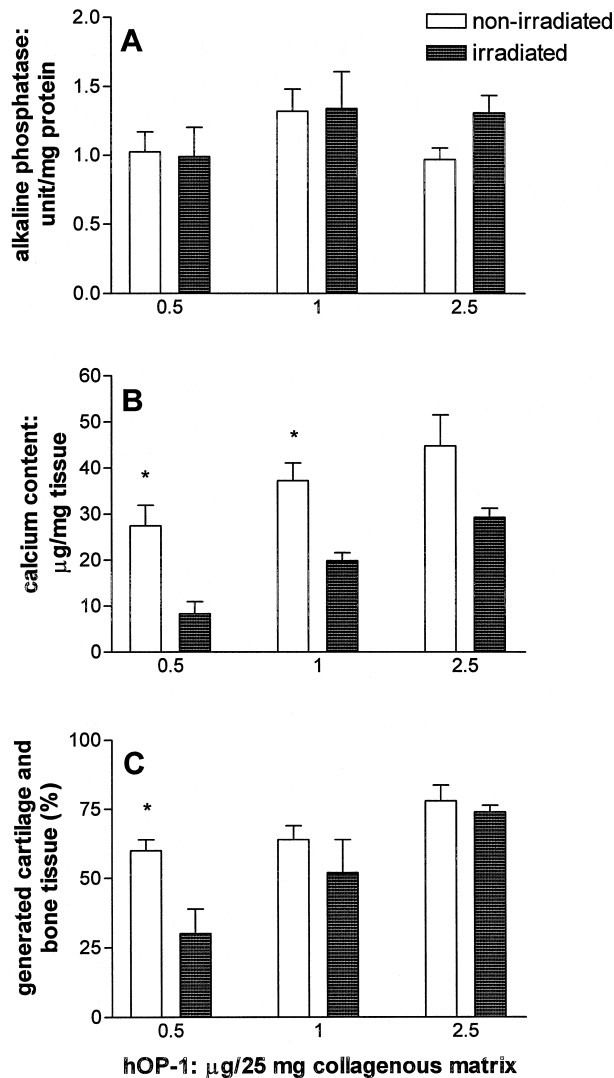 non-irradiated
irradiated
A
alkaline phosphatase:
unit/mg protein
2.0
1.5
1.0
0.5
0.0
0.5 1 2.5
B
calcium content:
µg/mg tissue
60
50
40
30
20
10
0
* *
0.5 1 2.5
C
generated cartilage and
bone tissue (%)
100
75
50
25
0
*
0.5 1 2.5
hOP-1: µg/25 mg collagenous matrix